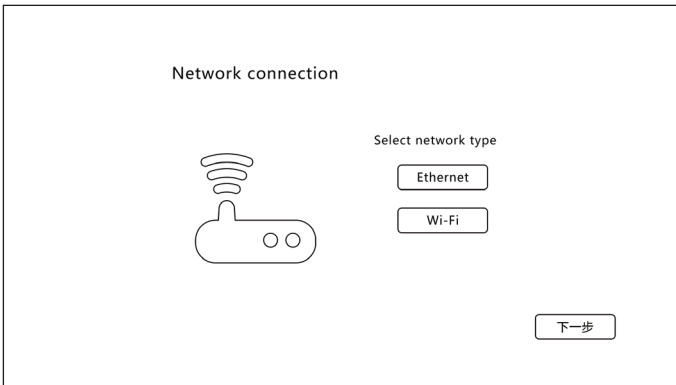 Network connection
Select network type
Ethernet
Wi-Fi
下一步